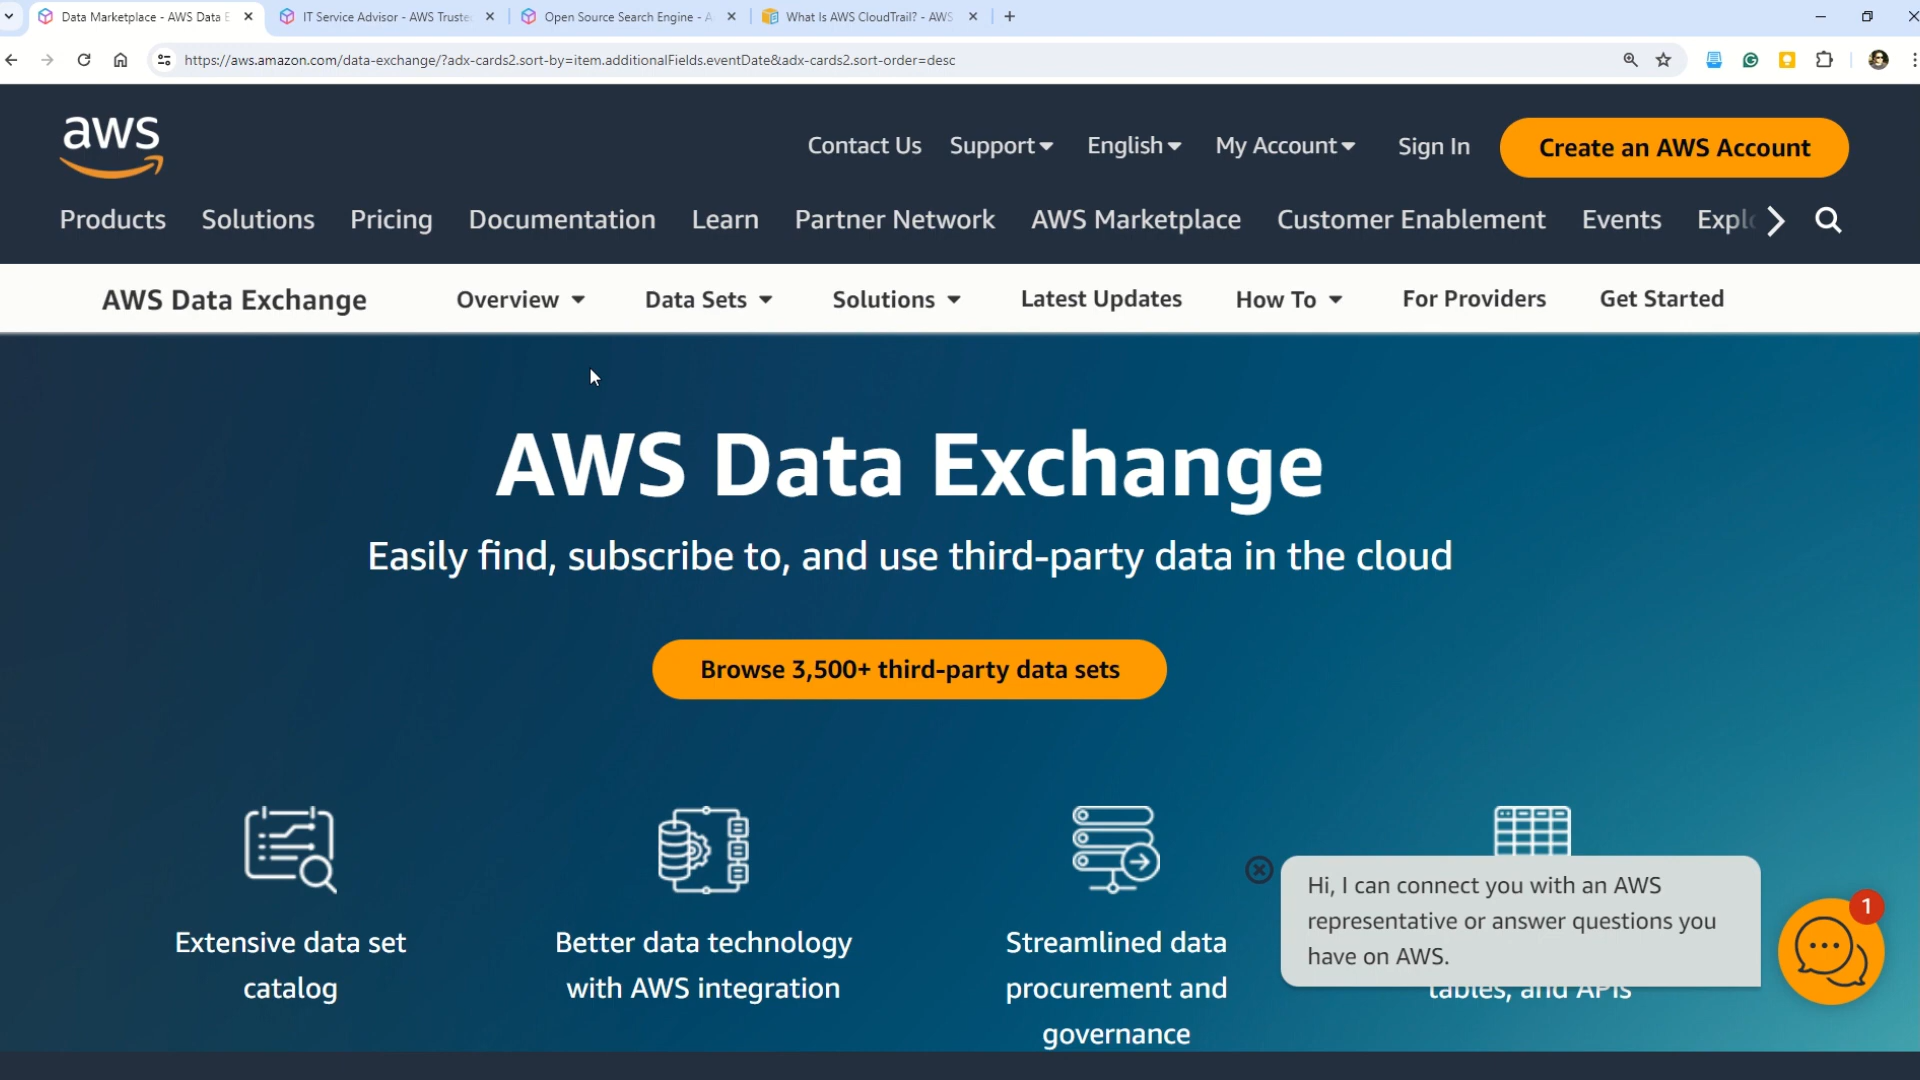 Data Marketplace - AWS Data E
IT Service Advisor - AWS Truste
Open Source Search Engine - A
What Is AWS CloudTrail? - AWS
https://aws.amazon.com/data-exchange/?adx-cards2.sort-by=item.additionalFields.eventDate&adx-cards2.sort-order=desc
aws
Contact Us Support English My Account Sign In Create an AWS Account
Products Solutions Pricing Documentation Learn Partner Network AWS Marketplace Customer Enablement Events Explo
AWS Data Exchange Overview Data Sets Solutions Latest Updates How To For Providers Get Started
AWS Data Exchange
Easily find, subscribe to, and use third-party data in the cloud
Browse 3,500+ third-party data sets
Extensive data set
catalog
Better data technology
with AWS integration
Streamlined data
procurement and
governance
tables, and APIs
Hi, I can connect you with an AWS
representative or answer questions you
have on AWS.
1